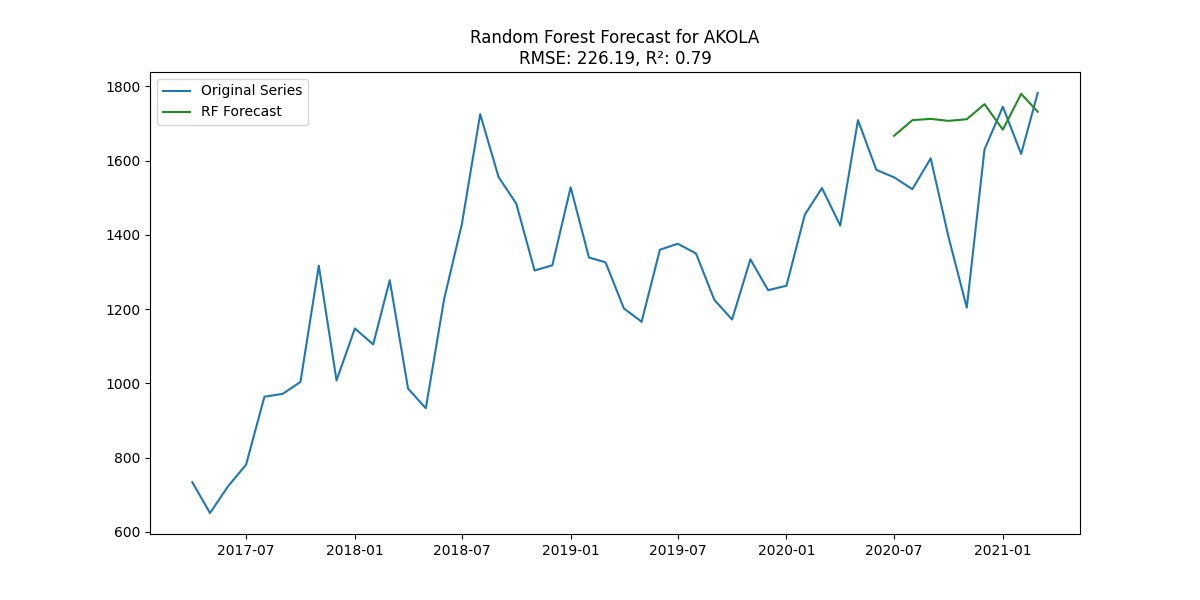 Random Forest Forecast for AKOLA
RMSE: 226.19, R²: 0.79
Original Series
RF Forecast
1800
1600
1400
1200
1000
800
600
2017-07 2018-01 2018-07 2019-01 2019-07 2020-01 2020-07 2021-01